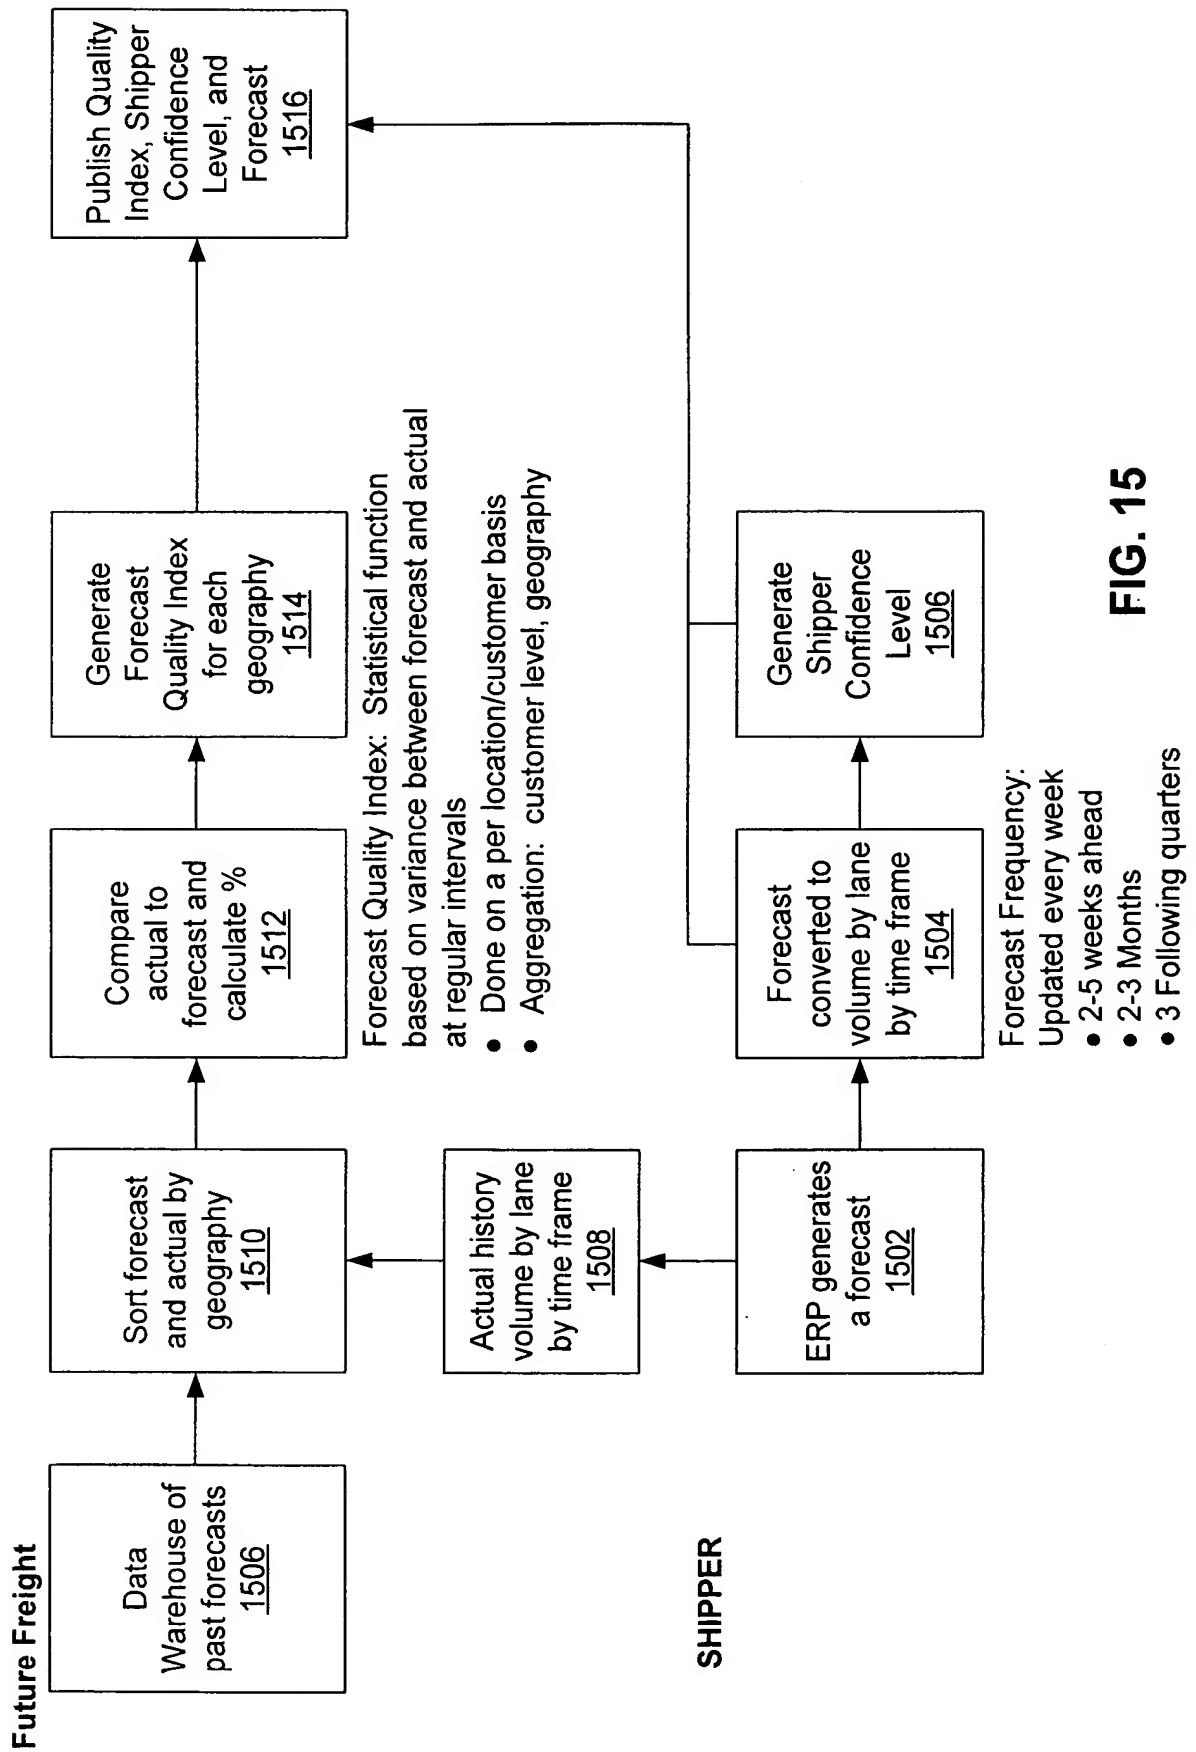 Future Freight
Data
Warehouse of
past forecasts
1506
Sort forecast
and actual by
geography
1510
Compare
actual to
forecast and
calculate %
1512
Generate
Forecast
Quality Index
for each
geography
1514
Publish Quality
Index, Shipper
Confidence
Level, and
Forecast
1516
Forecast Quality Index: Statistical function
based on variance between forecast and actual
at regular intervals
• Done on a per location/customer basis
• Aggregation: customer level, geography
Actual history
volume by lane
by time frame
1508
SHIPPER
ERP generates
a forecast
1502
Forecast
converted to
volume by lane
by time frame
1504
Generate
Shipper
Confidence
Level
1506
Forecast Frequency:
Updated every week
• 2-5 weeks ahead
• 2-3 Months
• 3 Following quarters
FIG. 15